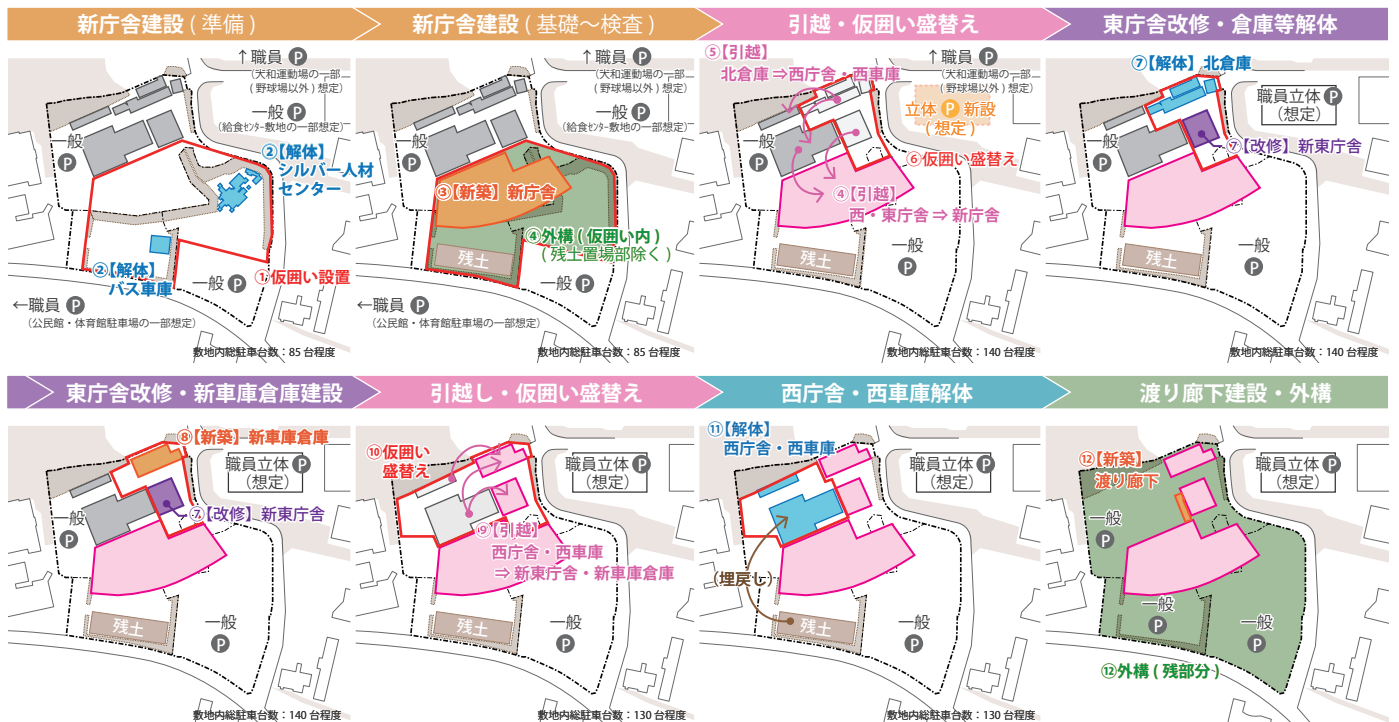 新庁舎建設 ( 準備 )
↑職員 P
(大和運動場の一部
(野球場以外) 想定)
一般 P
(給食センター敷地の一部想定)
一般
P
②【解体】
シルバー人材
センター
②【解体】
バス車庫
①仮囲い設置
一般 P
←職員 P
(公民館・体育館駐車場の一部想定)
敷地内総駐車台数：85 台程度
新庁舎建設 ( 基礎～検査 )
↑職員 P
(大和運動場の一部
(野球場以外) 想定)
一般 P
(給食センター敷地の一部想定)
一般
P
③【新築】新庁舎
④外構 ( 仮囲い内 )
( 残土置場部除く )
残土
一般 P
←職員 P
(公民館・体育館駐車場の一部想定)
敷地内総駐車台数：85 台程度
引越・仮囲い盛替え
⑤【引越】
北倉庫 ⇒西庁舎・西車庫
↑職員 P
(大和運動場の一部
(野球場以外) 想定)
立体 P 新設
( 想定 )
一般
P
⑥仮囲い盛替え
④【引越】
西・東庁舎 ⇒ 新庁舎
残土
一般
P
敷地内総駐車台数：140 台程度
東庁舎改修・倉庫等解体
⑦【解体】北倉庫
職員立体 P
(想定)
一般
P
⑦【改修】新東庁舎
残土
一般
P
敷地内総駐車台数：140 台程度
東庁舎改修・新車庫倉庫建設
⑧【新築】新車庫倉庫
職員立体 P
(想定)
一般
P
⑦【改修】新東庁舎
残土
一般
P
敷地内総駐車台数：140 台程度
引越し・仮囲い盛替え
⑩仮囲い
盛替え
職員立体 P
(想定)
⑨【引越】
西庁舎・西車庫
⇒ 新東庁舎・新車庫倉庫
残土
一般
P
敷地内総駐車台数：130 台程度
西庁舎・西車庫解体
⑪【解体】
西庁舎・西車庫
職員立体 P
(想定)
(埋戻し)
残土
一般
P
敷地内総駐車台数：130 台程度
渡り廊下建設・外構
⑫【新築】
渡り廊下
職員立体 P
(想定)
一般
P
一般
P
一般
P
⑫外構 ( 残部分 )